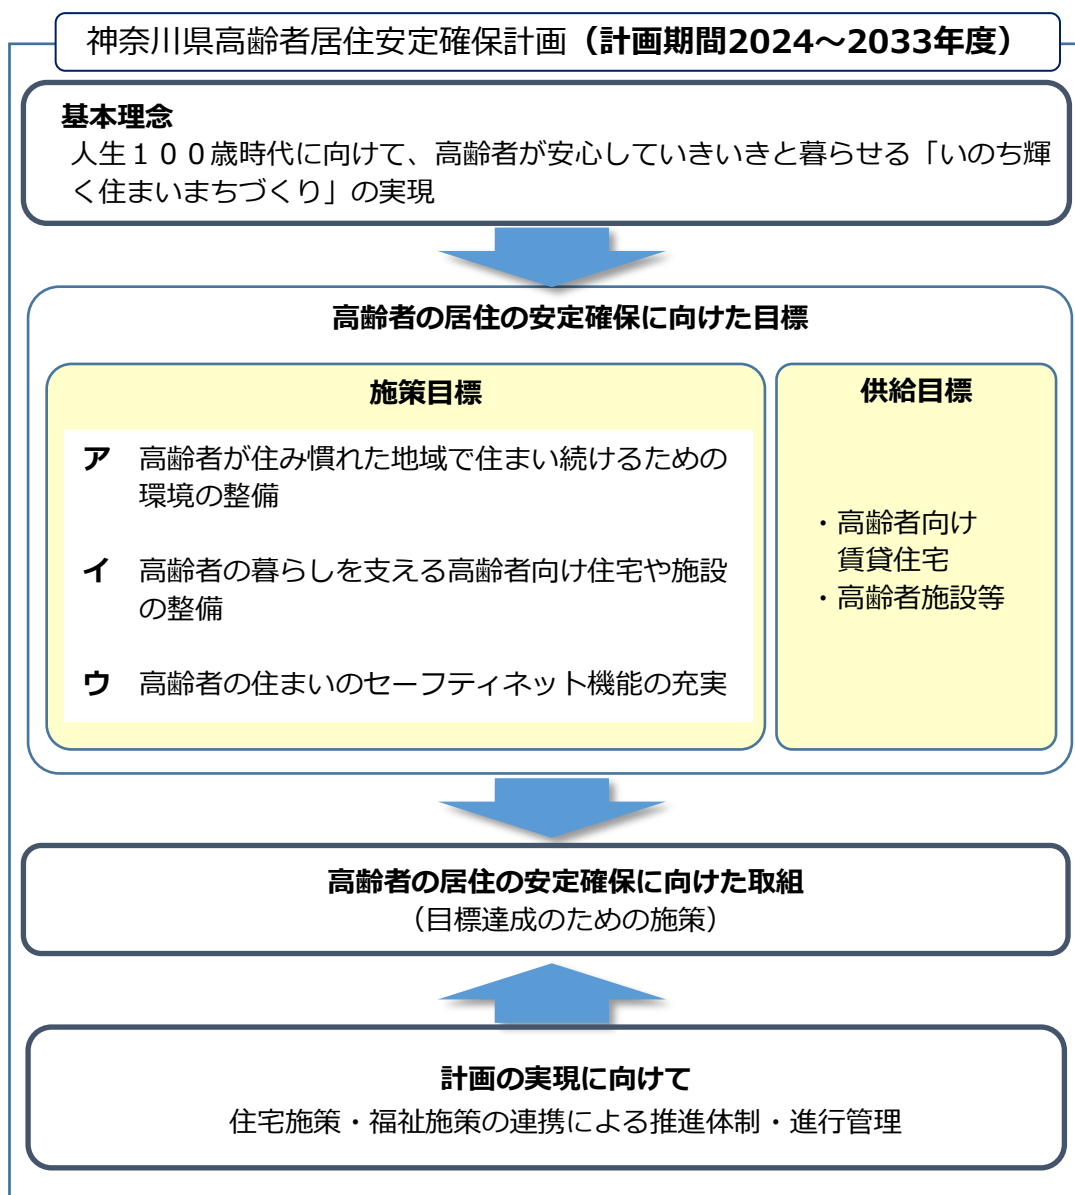 神奈川県高齢者居住安定確保計画（計画期間2024～2033年度）
基本理念
人生１００歳時代に向けて、高齢者が安心していきいきと暮らせる「いのち輝
く住まいまちづくり」の実現
高齢者の居住の安定確保に向けた目標
施策目標
ア　高齢者が住み慣れた地域で住まい続けるための
環境の整備
イ　高齢者の暮らしを支える高齢者向け住宅や施設
の整備
ウ　高齢者の住まいのセーフティネット機能の充実
供給目標
・高齢者向け
賃貸住宅
・高齢者施設等
高齢者の居住の安定確保に向けた取組
（目標達成のための施策）
計画の実現に向けて
住宅施策・福祉施策の連携による推進体制・進行管理